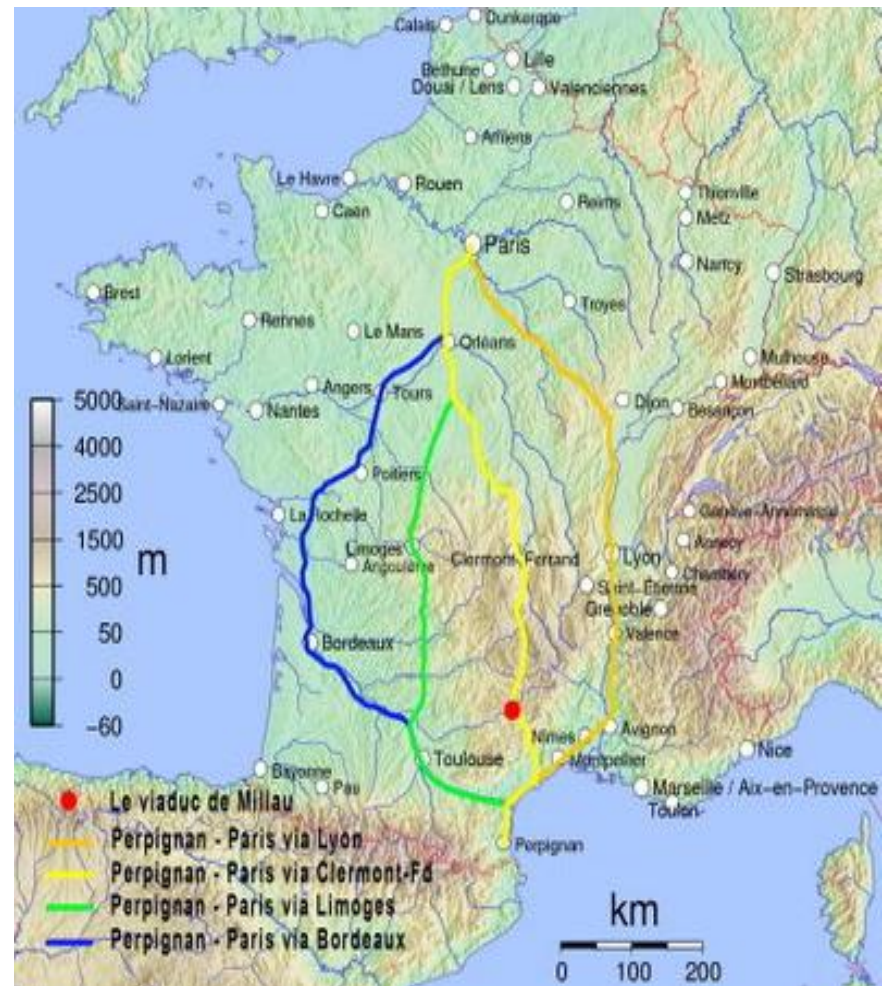 Dunkerque
Calais
Lille
Béthune
Douai / Lens
Valenciennes
Amiens
Le Havre
Rouen
Thionville
Reims
Caen
Metz
Paris
Nancy
Strasbourg
Brest
Troyes
Rennes
Le Mans
Orléans
Lorient
Mulhouse
Montbéliard
Angers
Tours
Dijon
Besançon
5000
Saint-Nazaire
Nantes
4000
Poitiers
2500
La Rochelle
Genève-Annemasse
1500
m
Limoges
Annecy
Angoulême
Clermont-Ferrand
Lyon
Chambéry
500
Saint-Étienne
Grenoble
50
Bordeaux
Valence
0
-60
Nîmes
Avignon
Toulouse
Montpellier
Nice
Bayonne
Pau
Marseille / Aix-en-Provence
Toulon
Le viaduc de Millau
Perpignan - Paris via Lyon
Perpignan
Perpignan - Paris via Clermont-Fd
Perpignan - Paris via Limoges
Perpignan - Paris via Bordeaux
km
0 100 200